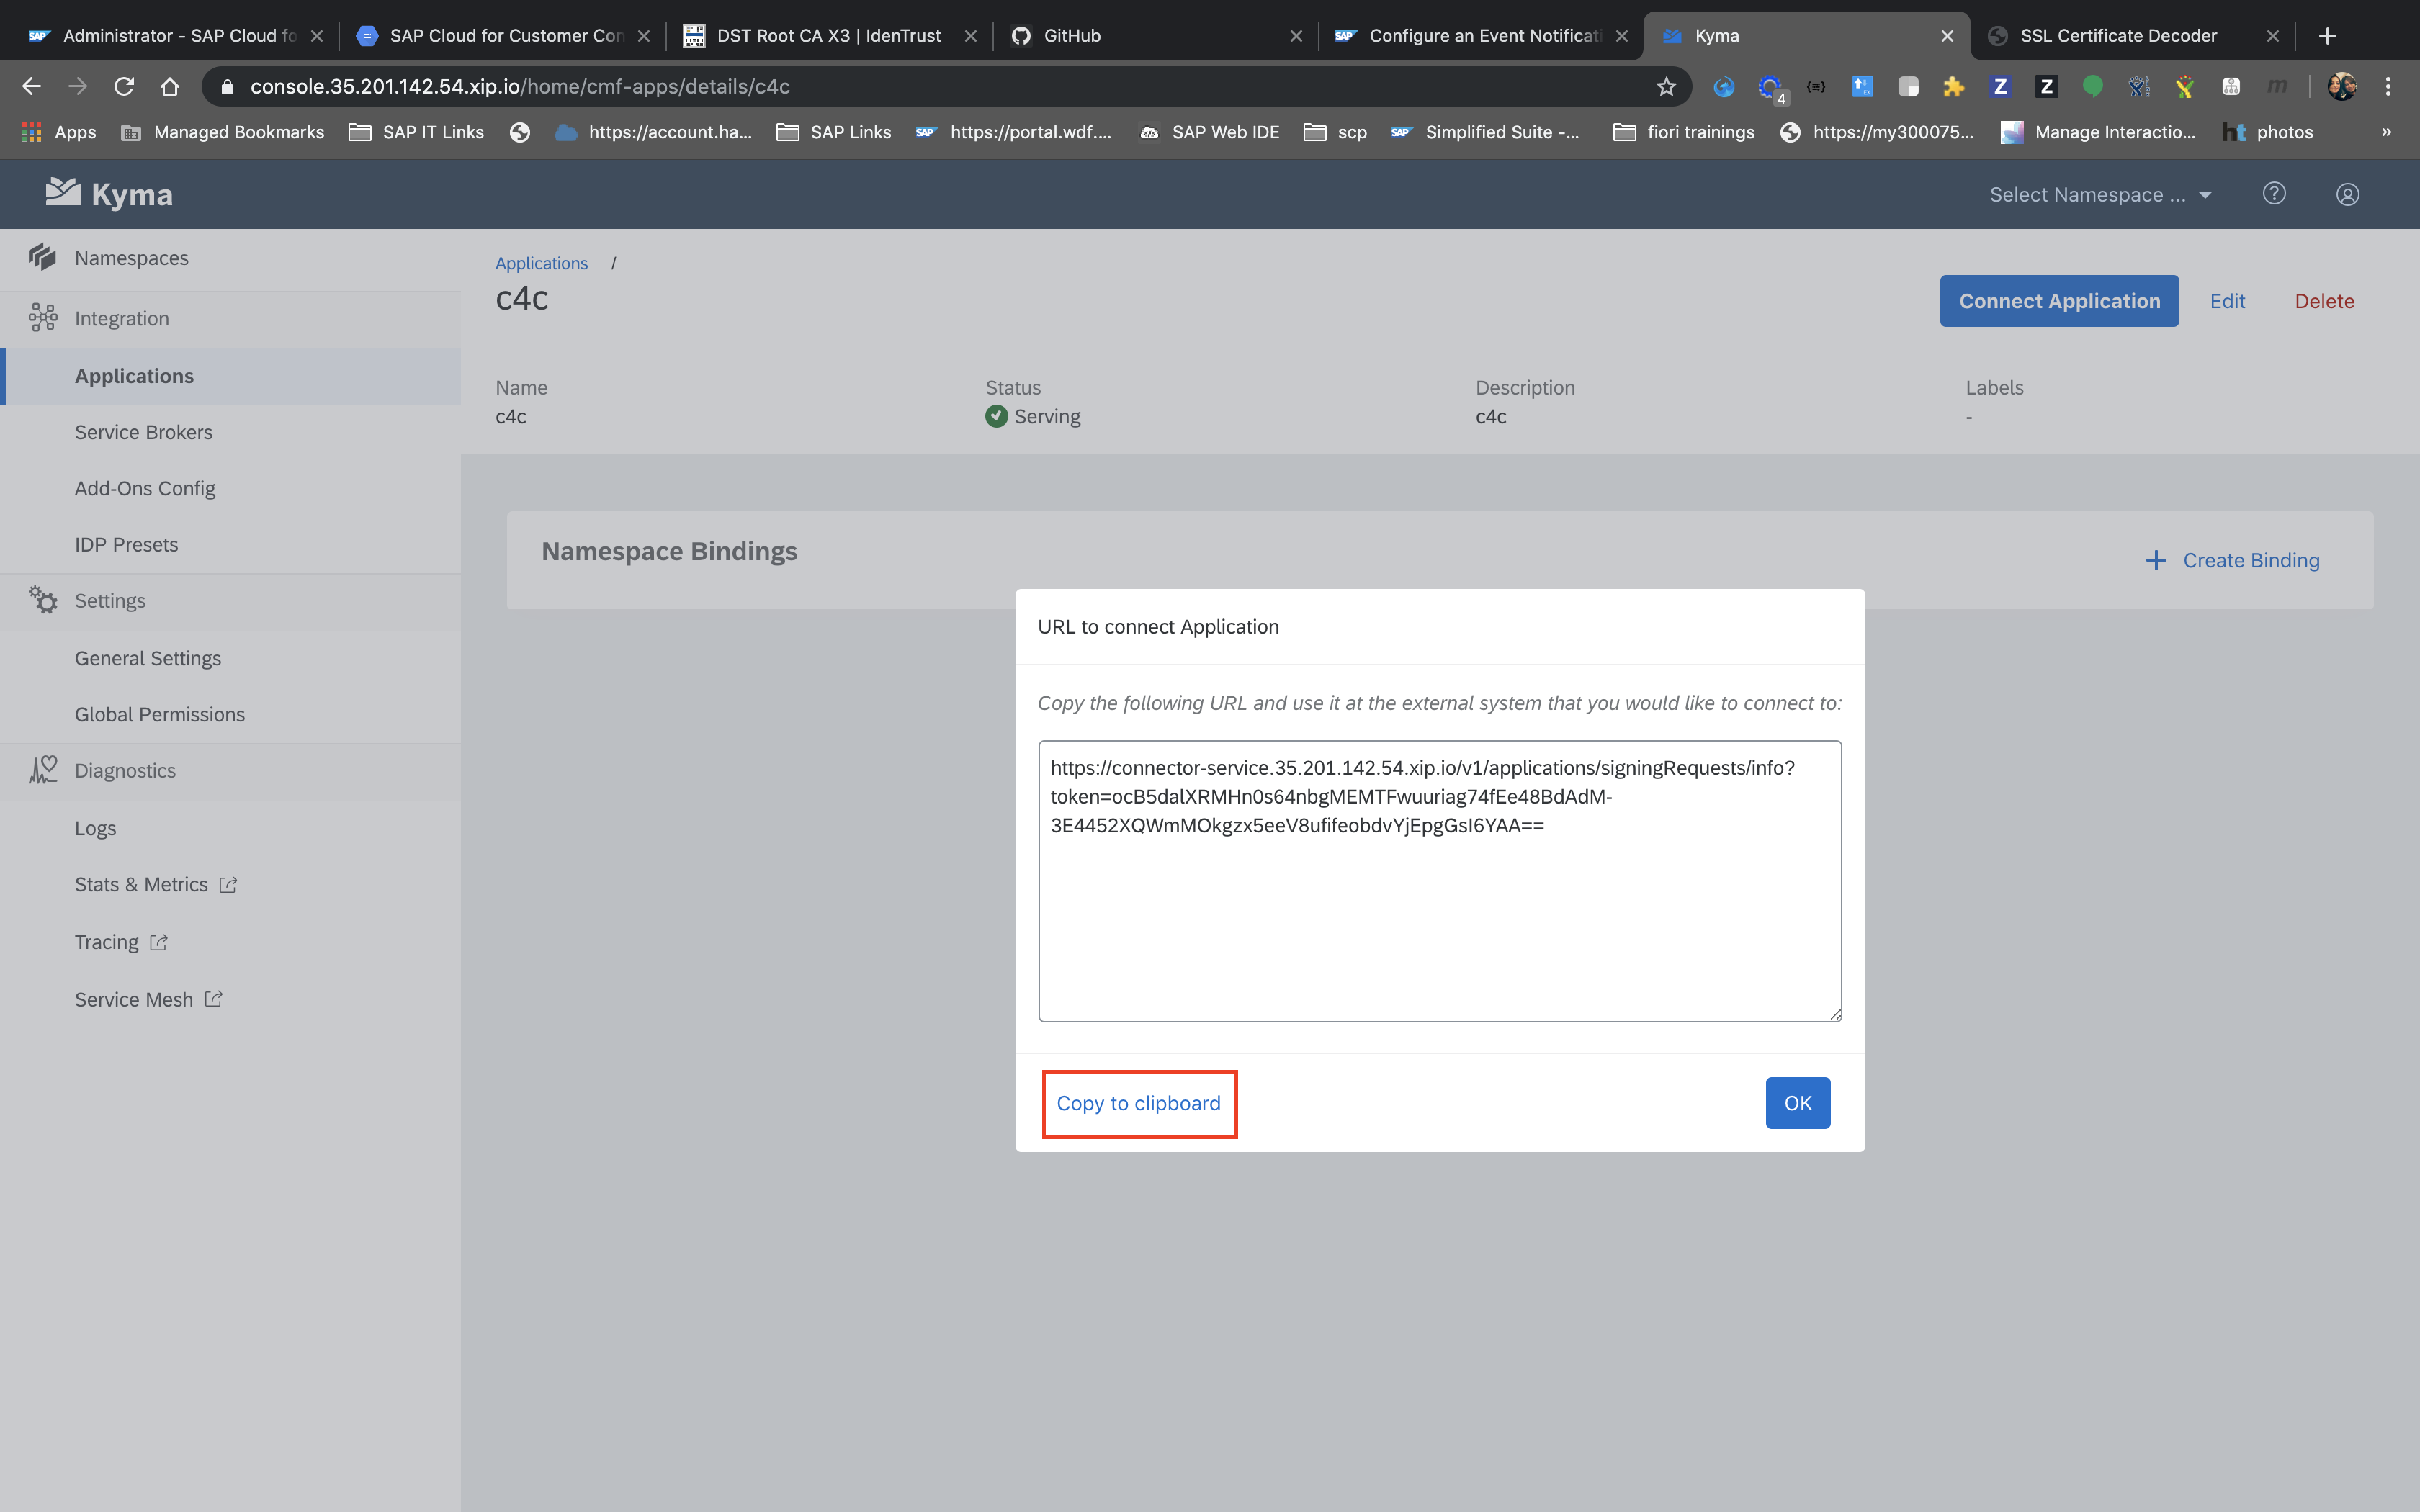 Administrator - SAP Cloud fo
SAP Cloud for Customer Con
DST Root CA X3 | IdenTrust
GitHub
Configure an Event Notificati
Kyma
SSL Certificate Decoder
console.35.201.142.54.xip.io/home/cmf-apps/details/c4c
4
Apps
Managed Bookmarks
SAP IT Links
https://account.ha...
SAP Links
https://portal.wdf....
SAP Web IDE
scp
Simplified Suite -...
fiori trainings
https://my300075...
Manage Interactio...
photos
»
Kyma
Select Namespace ...
Namespaces
Integration
Applications
Service Brokers
Add-Ons Config
IDP Presets
Settings
General Settings
Global Permissions
Diagnostics
Logs
Stats & Metrics
Tracing
Service Mesh
Applications /
c4c
Connect Application
Edit
Delete
Name
c4c
Status
Serving
Description
c4c
Labels
-
Namespace Bindings
+ Create Binding
URL to connect Application
Copy the following URL and use it at the external system that you would like to connect to:
https://connector-service.35.201.142.54.xip.io/v1/applications/signingRequests/info?
token=ocB5dalXRMHn0s64nbgMEMTFwuuriag74fEe48BdAdM-
3E4452XQWmMOkgzx5eeV8ufifeobdvYjEpgGsI6YAA==
Copy to clipboard
OK